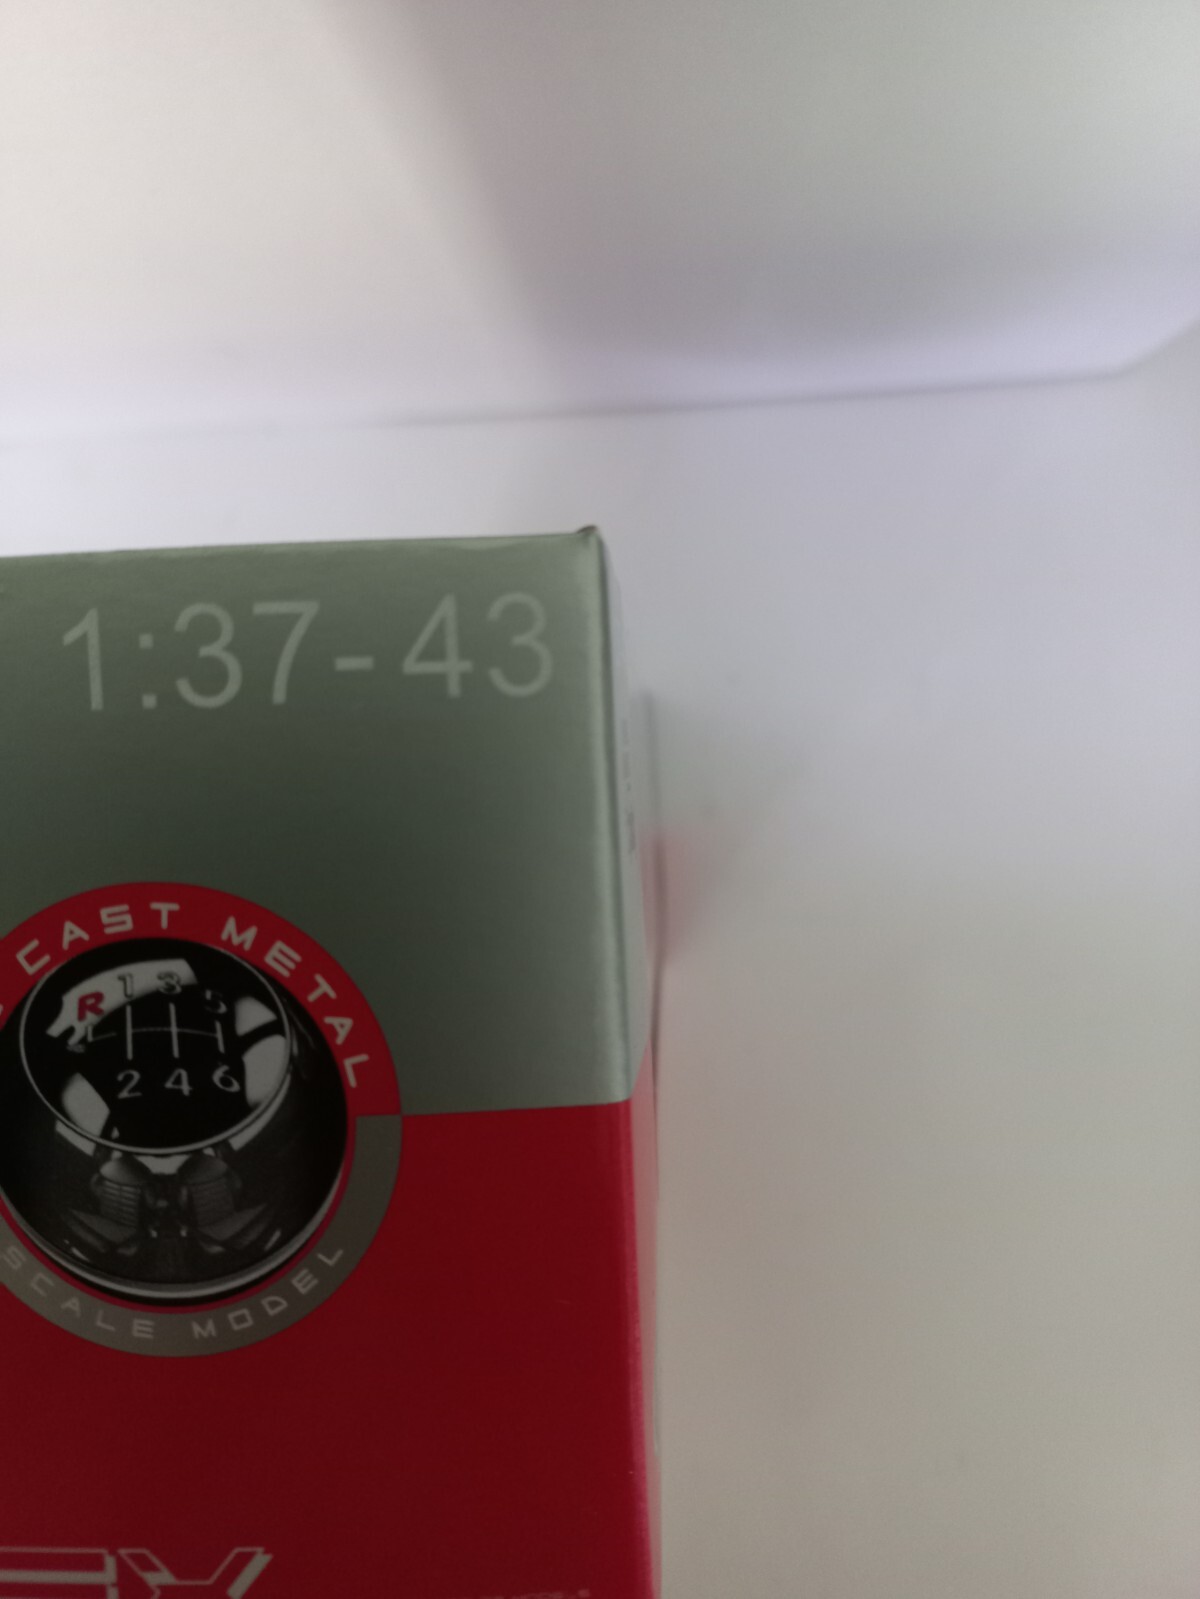 1:37-43
CAST METAL
R 1 3 5
2 4 6
SCALE MODEL